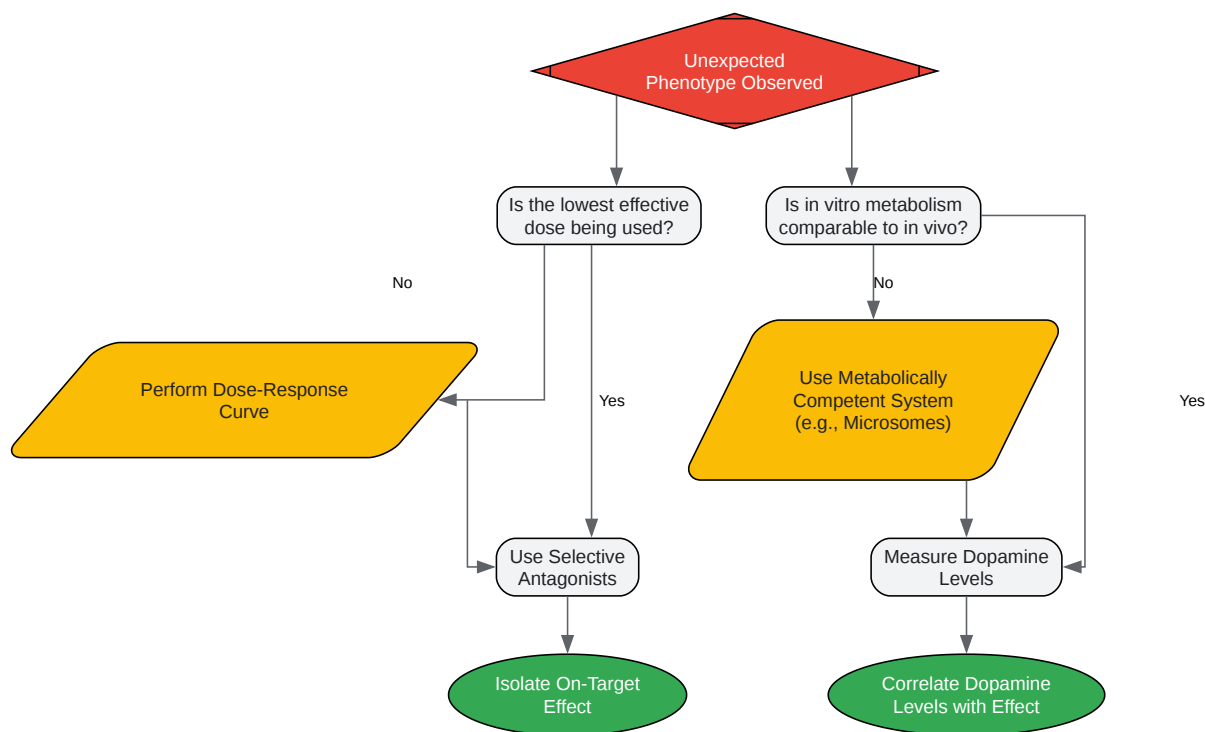 Unexpected
Phenotype Observed
Is the lowest effective
dose being used?
Is in vitro metabolism
comparable to in vivo?
No
No
Perform Dose-Response
Curve
Use Metabolically
Competent System
(e.g., Microsomes)
Yes
Yes
Use Selective
Antagonists
Measure Dopamine
Levels
Isolate On-Target
Effect
Correlate Dopamine
Levels with Effect